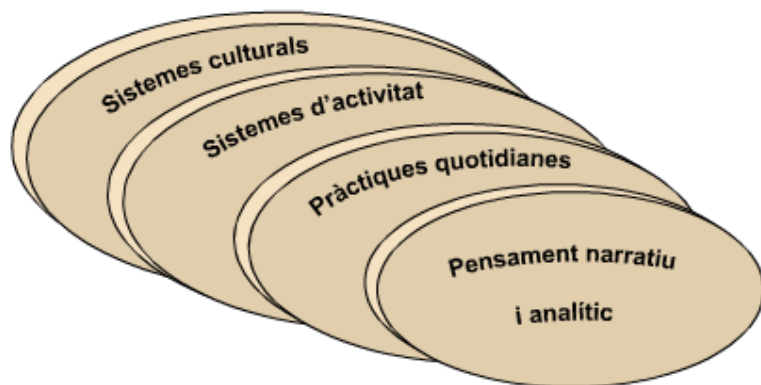 Sistemes culturals
Sistemes d’activitat
Pràctiques quotidianes
Pensament narratiu
i analític